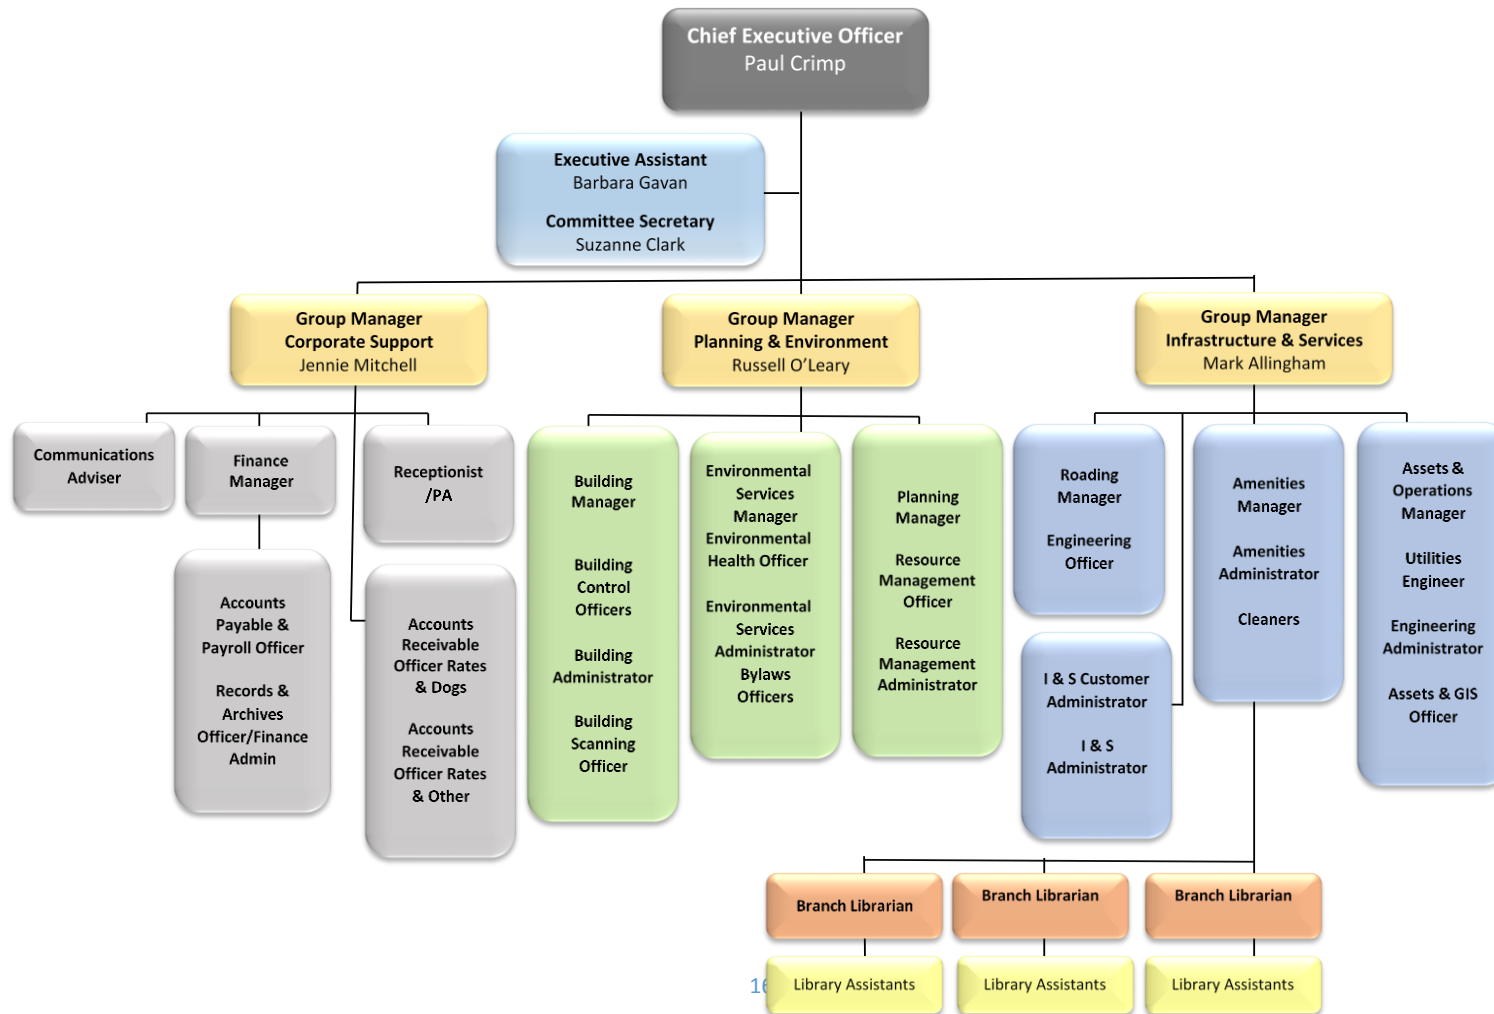 Chief Executive Officer
Paul Crimp
Executive Assistant
Barbara Gavan
Committee Secretary
Suzanne Clark
Group Manager
Corporate Support
Jennie Mitchell
Group Manager
Planning & Environment
Russell O’Leary
Group Manager
Infrastructure & Services
Mark Allingham
Communications
Adviser
Finance
Manager
Receptionist
/PA
Accounts
Payable &
Payroll Officer
Records &
Archives
Officer/Finance
Admin
Accounts
Receivable
Officer Rates
& Dogs
Accounts
Receivable
Officer Rates
& Other
Building
Manager
Building
Control
Officers
Building
Administrator
Building
Scanning
Officer
Environmental
Services
Manager
Environmental
Health Officer
Environmental
Services
Administrator
Bylaws
Officers
Planning
Manager
Resource
Management
Officer
Resource
Management
Administrator
Roading
Manager
Engineering
Officer
I & S Customer
Administrator
I & S
Administrator
Amenities
Manager
Amenities
Administrator
Cleaners
Assets &
Operations
Manager
Utilities
Engineer
Engineering
Administrator
Assets & GIS
Officer
Branch Librarian
Branch Librarian
Branch Librarian
Library Assistants
Library Assistants
Library Assistants